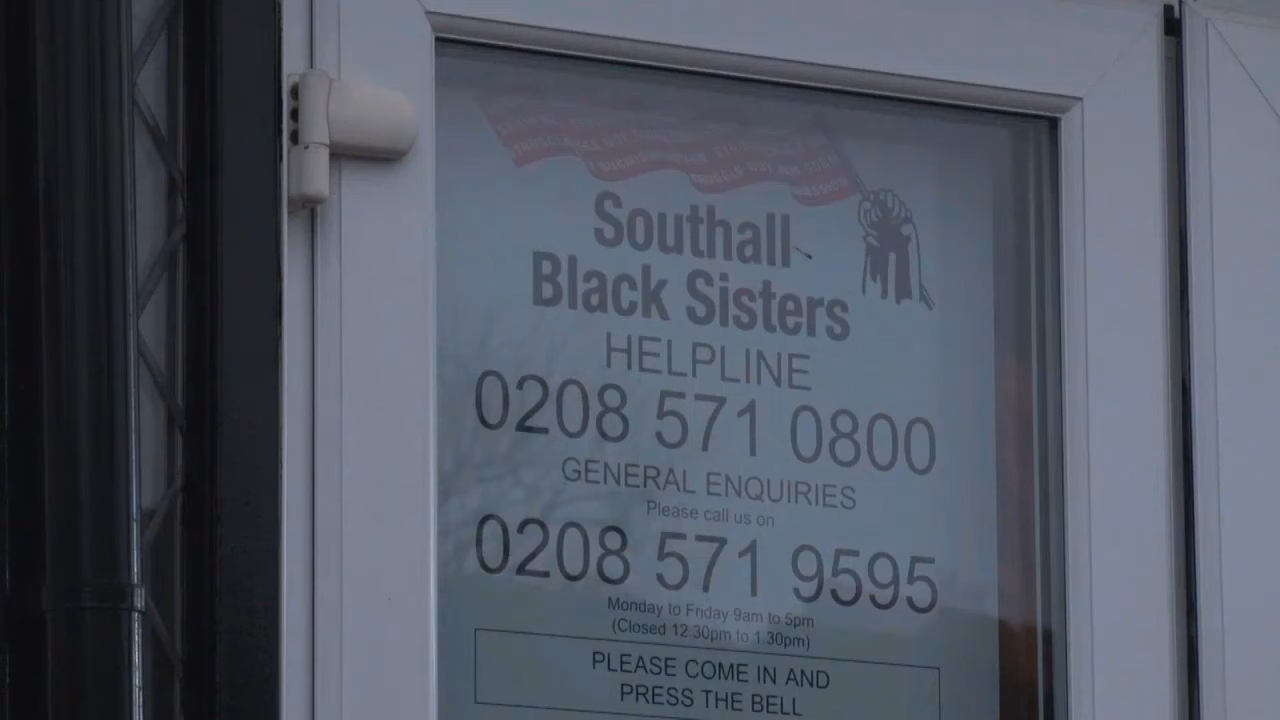 Southall
Black Sisters
HELPLINE
0208 571 0800
GENERAL ENQUIRIES
Please call us on
0208 571 9595
Monday to Friday 9am to 5pm
(Closed 12.30pm to 1.30pm)
PLEASE COME IN AND
PRESS THE BELL